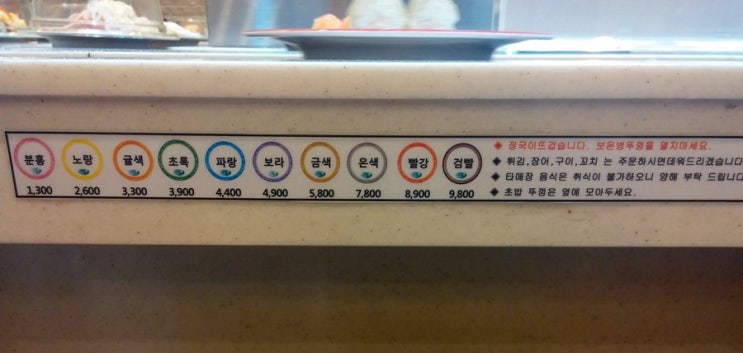 분홍 노랑 귤색 초록 파랑 보라 금색 은색 빨강 검빨
1,300 2,600 3,300 3,900 4,400 4,900 5,800 7,800 8,900 9,800
◆ 장국이뜨겁습니다. 보온병뚜껑을 열지마세요.
◆ 튀김,장어,구이,꼬치 는 주문하시면데워드리겠습니다
◆ 타매장 음식은 취식이 불가하오니 양해 부탁 드립니다
◆ 초밥 뚜껑은 옆에 모아두세요.